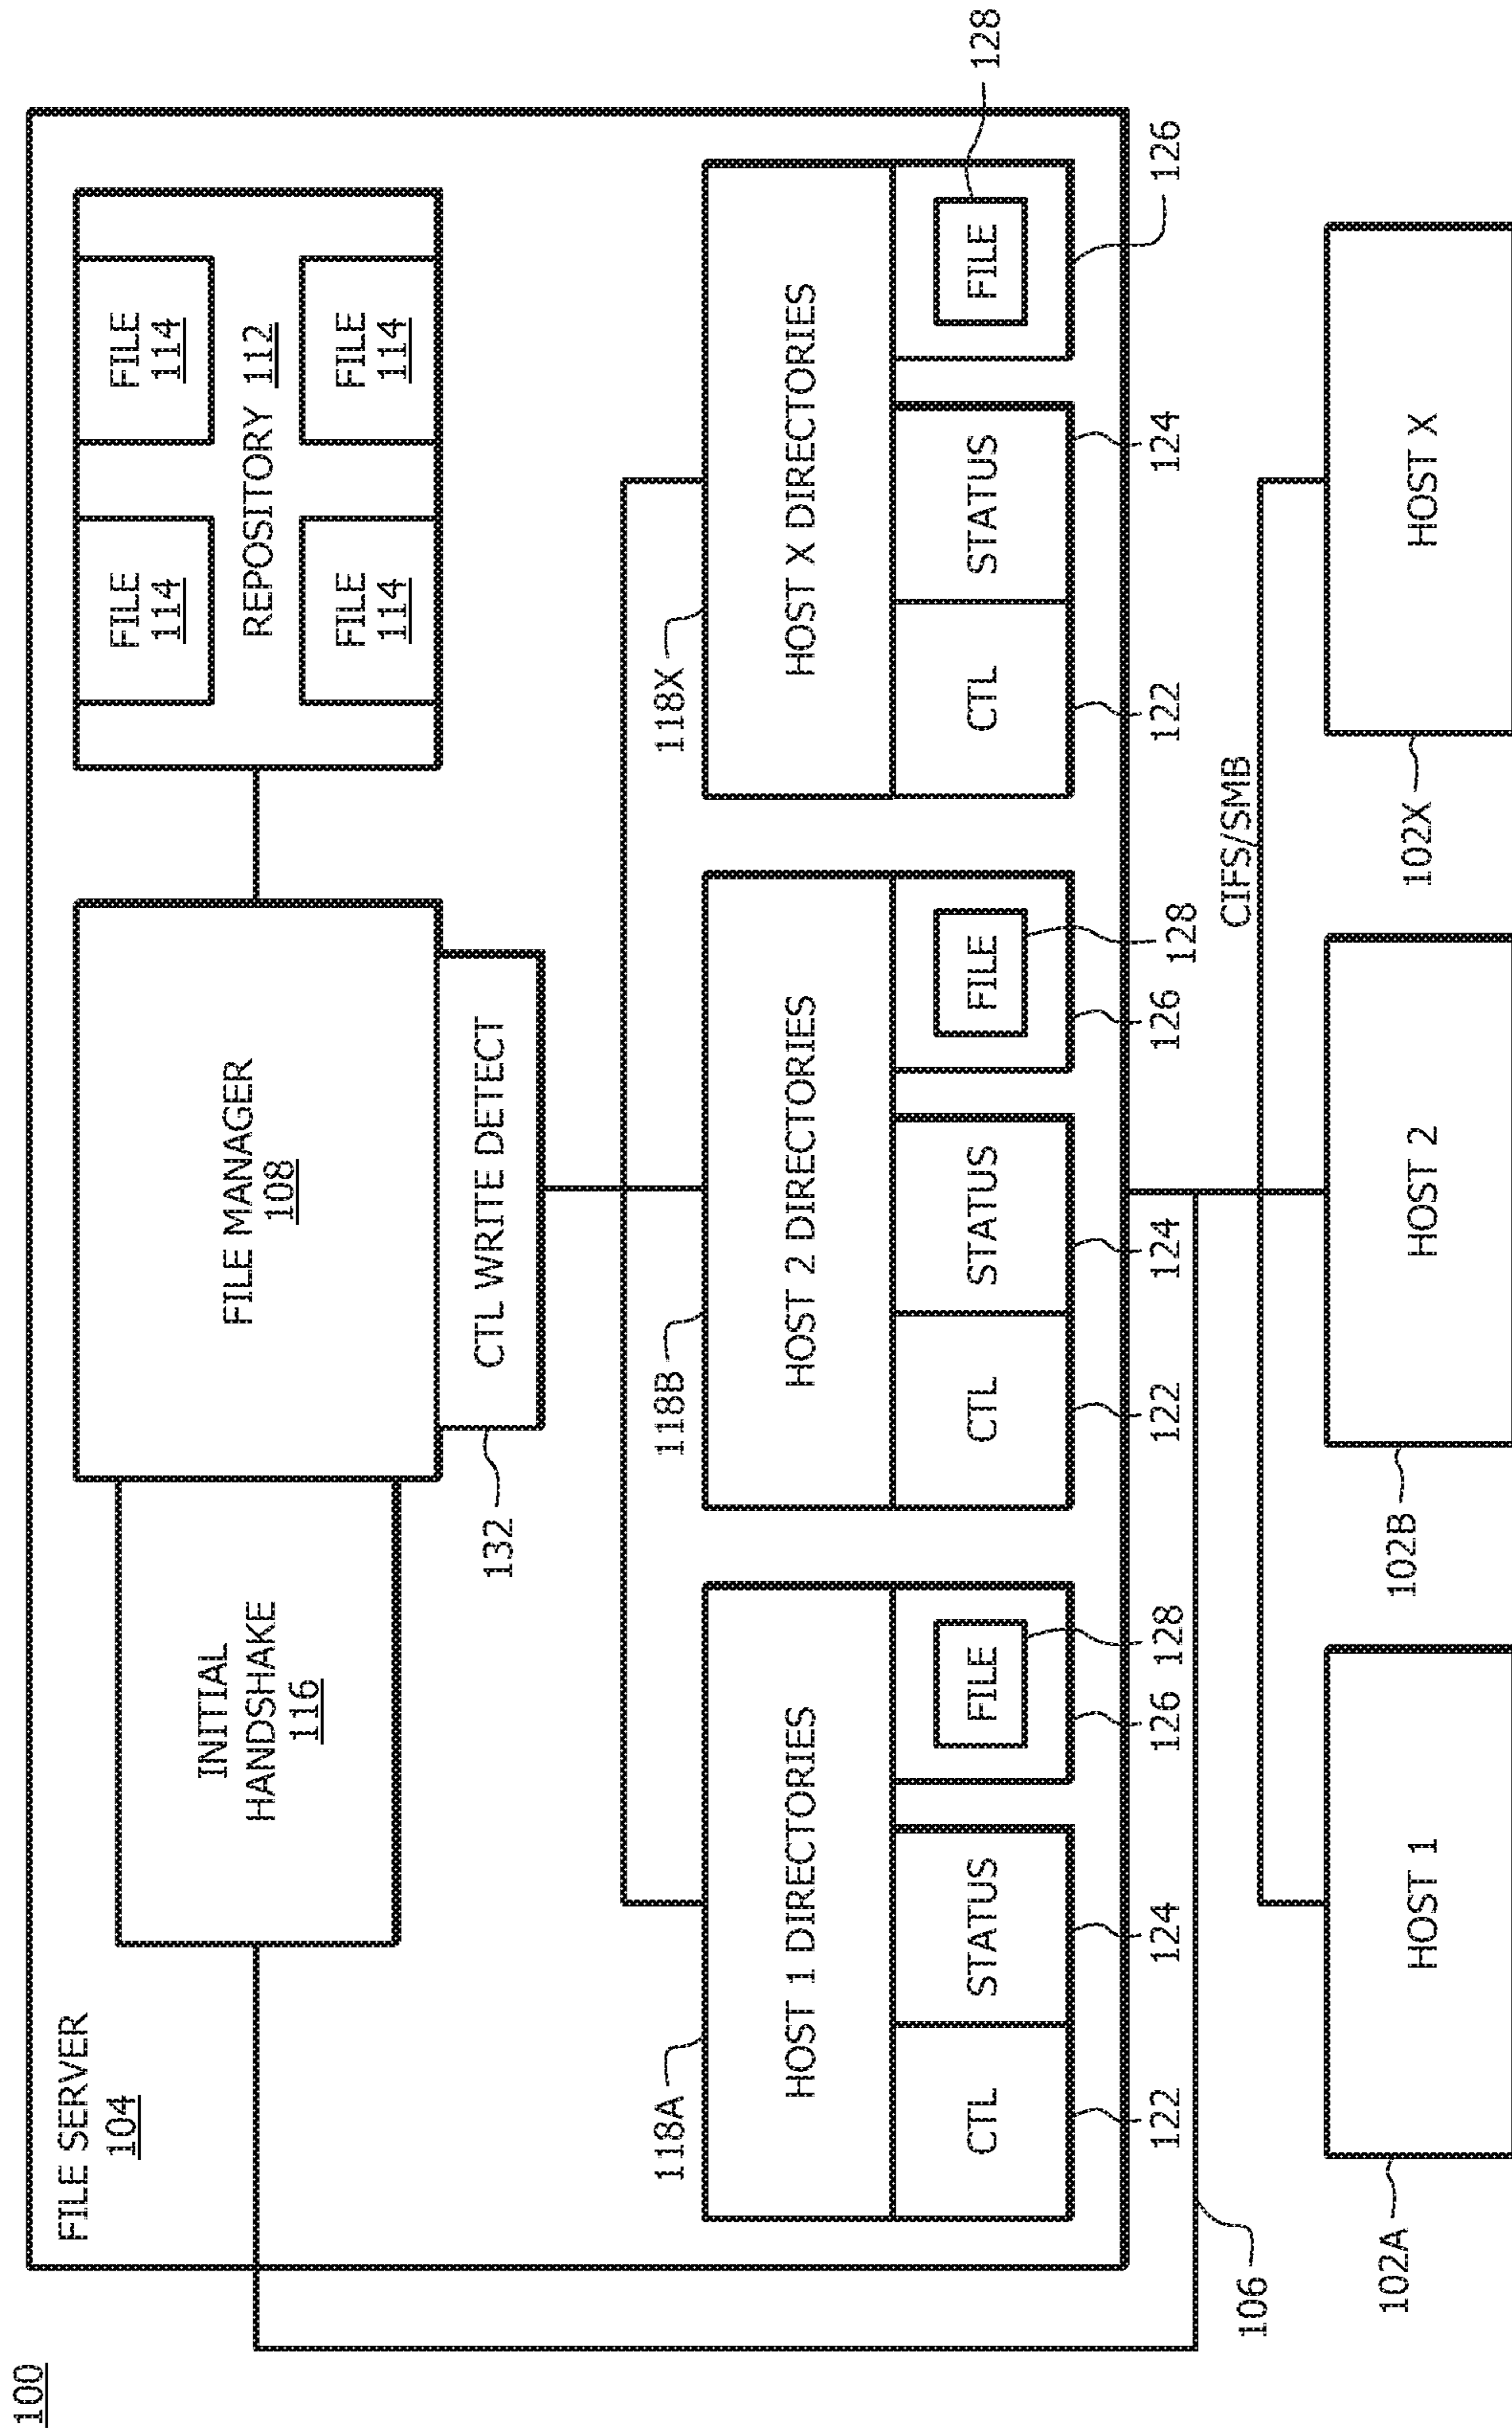 100
FILE SERVER
104
INITIAL
HANDSHAKE
116
FILE MANAGER
108
CTL WRITE DETECT
132
FILE
114
FILE
114
REPOSITORY 112
FILE
114
FILE
114
118A
HOST 1 DIRECTORIES
CTL
STATUS
FILE
122
124
126
128
118B
HOST 2 DIRECTORIES
CTL
STATUS
FILE
122
124
126
128
118X
HOST X DIRECTORIES
CTL
STATUS
FILE
122
124
126
128
106
CIFS/SMB
102A
HOST 1
102B
HOST 2
102X
HOST X